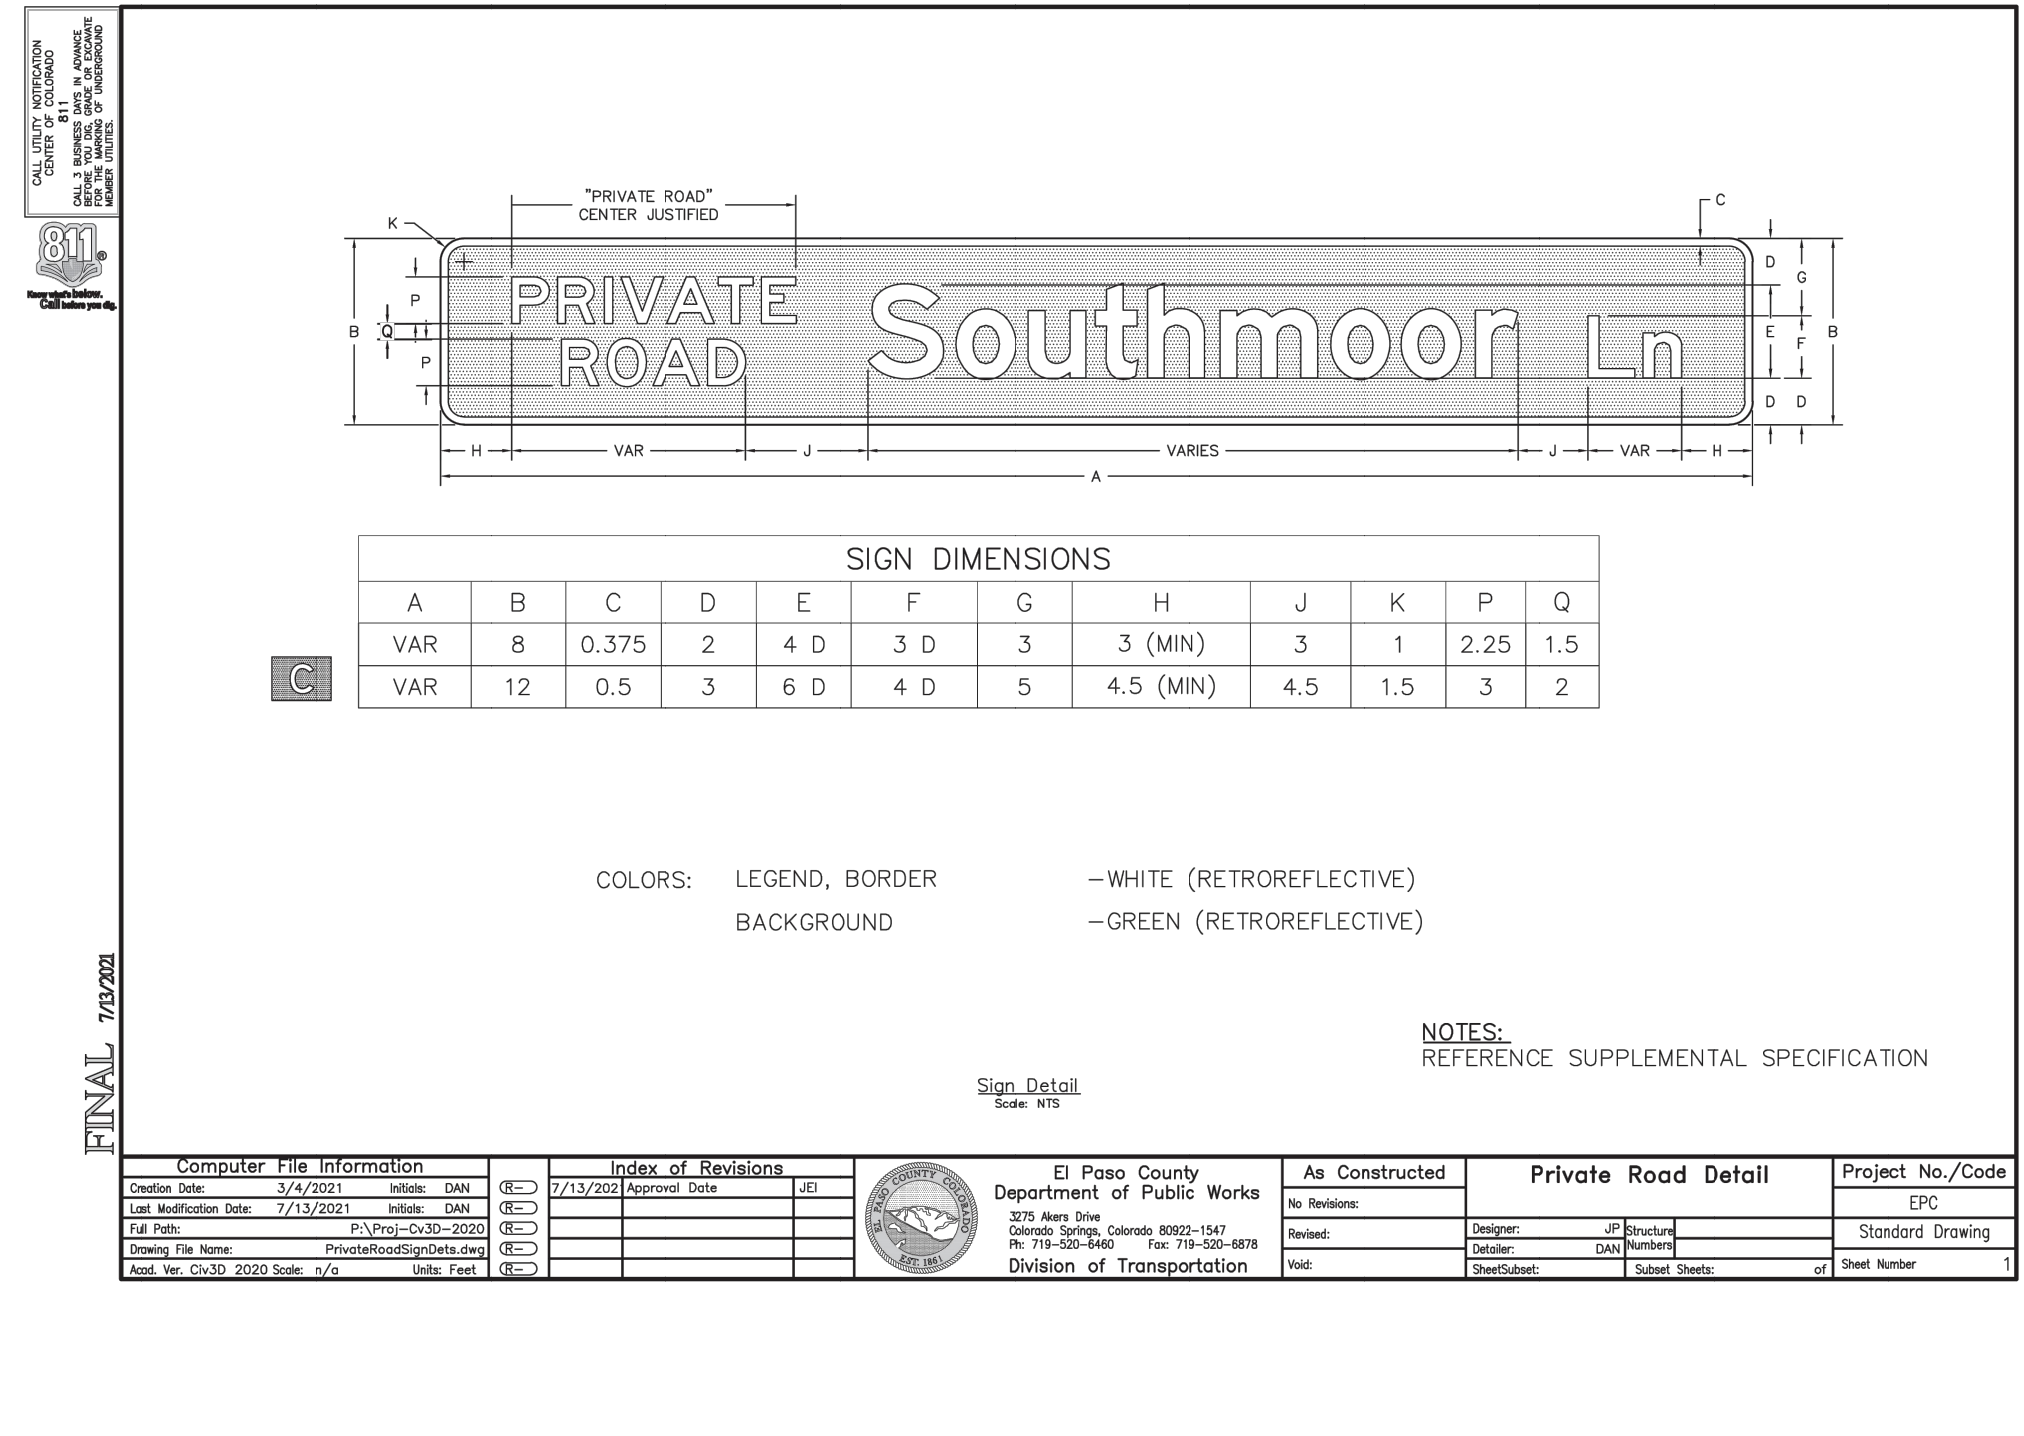 CALL UTILITY NOTIFICATION
CENTER OF COLORADO
811
CALL 3 BUSINESS DAYS IN ADVANCE
BEFORE YOU DIG, GRADE OR EXCAVATE
FOR THE MARKING OF UNDERGROUND
MEMBER UTILITIES.
811®
Know what's below.
Call before you dig.
FINAL 7/13/2021
"PRIVATE ROAD"
CENTER JUSTIFIED
K
C
B
P
Q
P
PRIVATE
ROAD
Southmoor
Ln
D
G
E
F
B
D
D
H
VAR
J
VARIES
J
VAR
H
A
SIGN DIMENSIONS
A B C D E F G H J K P Q
VAR 8 0.375 2 4 D 3 D 3 3 (MIN) 3 1 2.25 1.5
C VAR 12 0.5 3 6 D 4 D 5 4.5 (MIN) 4.5 1.5 3 2
COLORS: LEGEND, BORDER -WHITE (RETROREFLECTIVE)
BACKGROUND -GREEN (RETROREFLECTIVE)
NOTES:
REFERENCE SUPPLEMENTAL SPECIFICATION
Sign Detail
Scale: NTS
Computer File Information
Creation Date: 3/4/2021 Initials: DAN
Last Modification Date: 7/13/2021 Initials: DAN
Full Path: P:\Proj-Cv3D-2020
Drawing File Name: PrivateRoadSignDets.dwg
Acad. Ver. Civ3D 2020 Scale: n/a Units: Feet
R-
R-
R-
R-
R-
Index of Revisions
7/13/2021 Approval Date JEI
EL PASO COUNTY COLORADO
EST. 1861
El Paso County
Department of Public Works
3275 Akers Drive
Colorado Springs, Colorado 80922-1547
Ph: 719-520-6460 Fax: 719-520-6878
Division of Transportation
As Constructed
No Revisions:
Revised:
Void:
Private Road Detail
Designer: JP
Detailer: DAN
Structure
Numbers
SheetSubset:
Subset Sheets: of
Project No./Code
EPC
Standard Drawing
Sheet Number 1